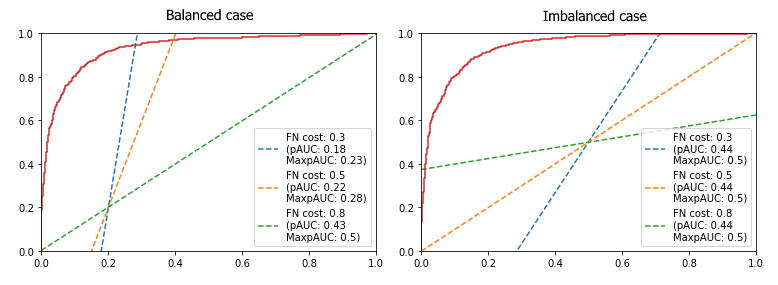 Balanced case
1.0
0.8
0.6
0.4
0.2
0.0
0.0 0.2 0.4 0.6 0.8 1.0
FN cost: 0.3
(pAUC: 0.18
MaxpAUC: 0.23)
FN cost: 0.5
(pAUC: 0.22
MaxpAUC: 0.28)
FN cost: 0.8
(pAUC: 0.43
MaxpAUC: 0.5)
Imbalanced case
1.0
0.8
0.6
0.4
0.2
0.0
0.0 0.2 0.4 0.6 0.8 1.0
FN cost: 0.3
(pAUC: 0.44
MaxpAUC: 0.5)
FN cost: 0.5
(pAUC: 0.44
MaxpAUC: 0.5)
FN cost: 0.8
(pAUC: 0.44
MaxpAUC: 0.5)